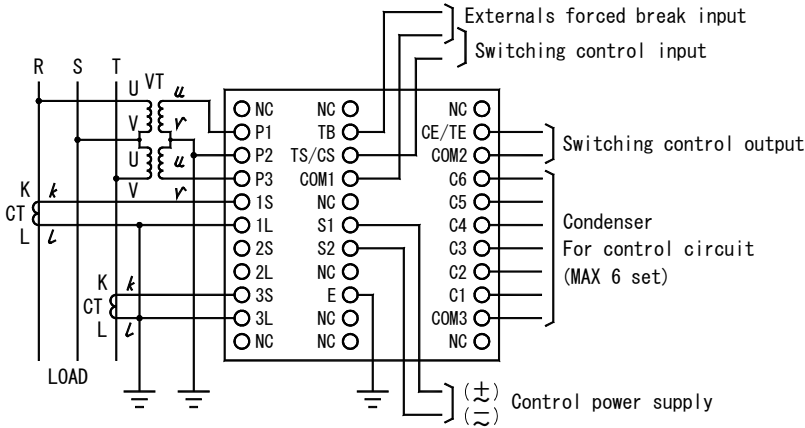 Externals forced break input
Switching control input
R S T
U VT u
V v
U u
V v
K k
CT
L l
K k
CT
L l
LOAD
NC NC NC
P1 TB CE/TE
P2 TS/CS COM2
P3 COM1 C6
1S NC C5
1L S1 C4
2S S2 C3
2L NC C2
3S E C1
3L NC COM3
NC NC NC
Switching control output
Condenser
For control circuit
(MAX 6 set)
(±)
(−)
Control power supply